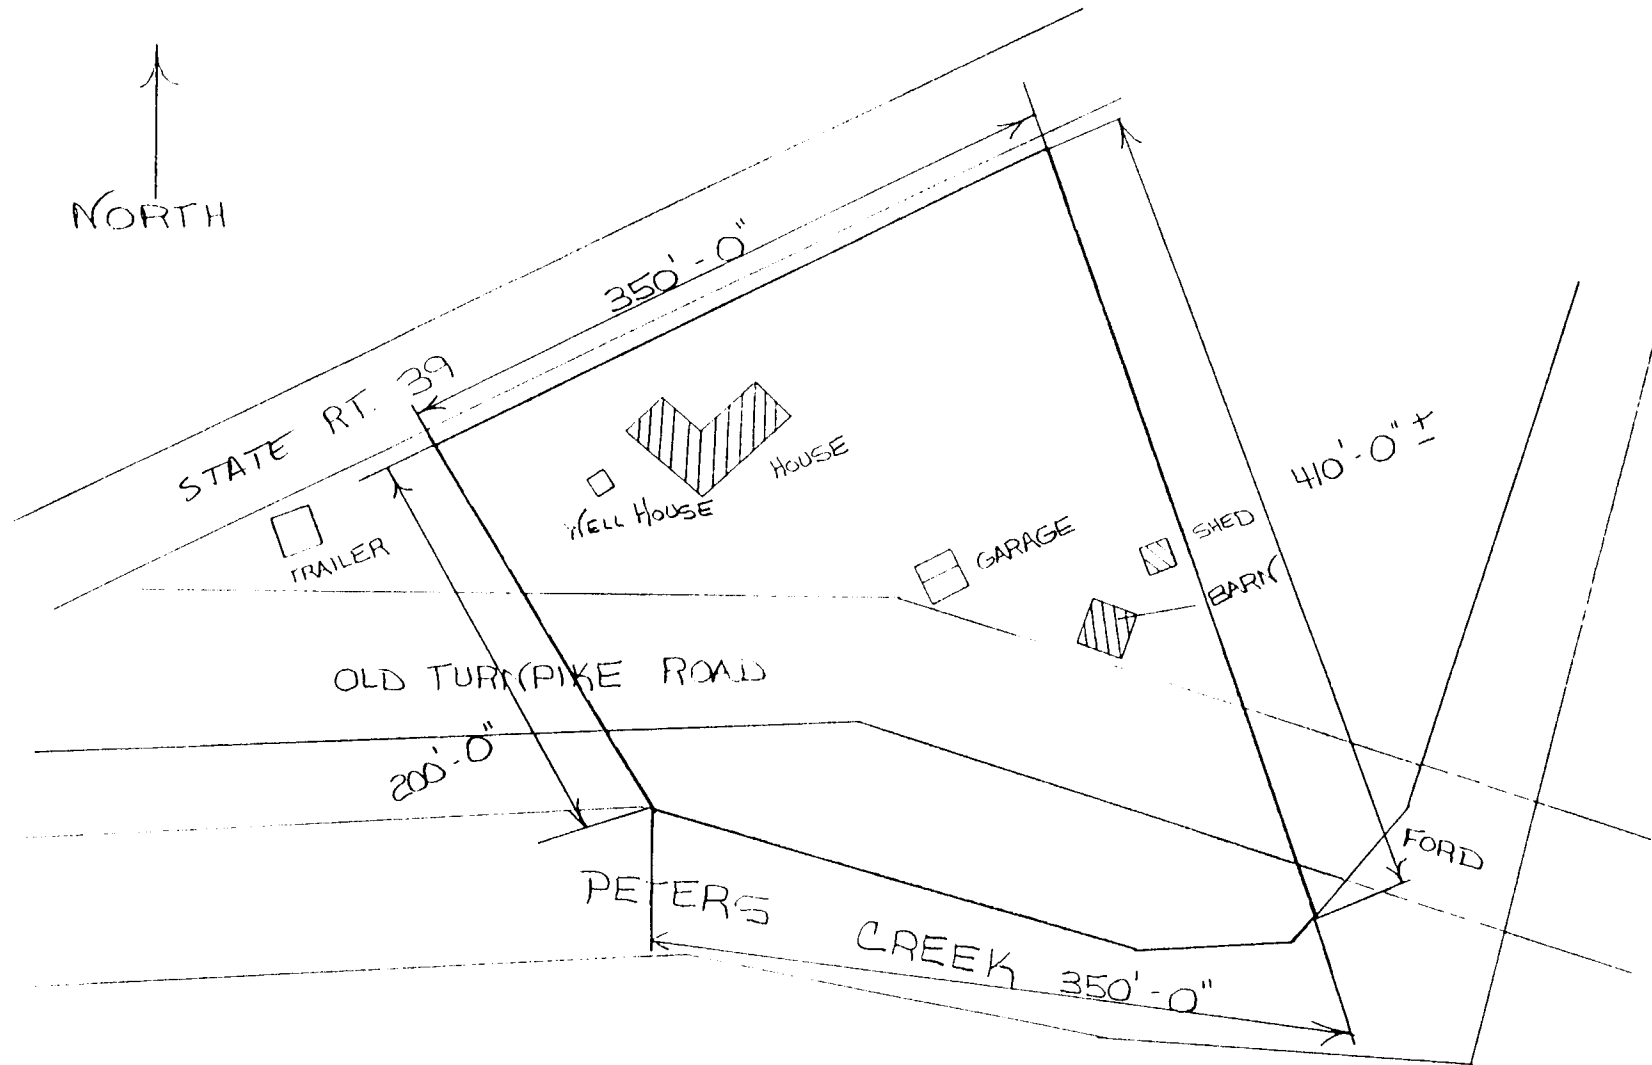 NORTH
350'-0"
STATE RT. 39
HOUSE
WELL HOUSE
TRAILER
410'-0" ±
SHED
GARAGE
BARN
OLD TURNPIKE ROAD
200'-0"
FORD
PETERS CREEK
350'-0"